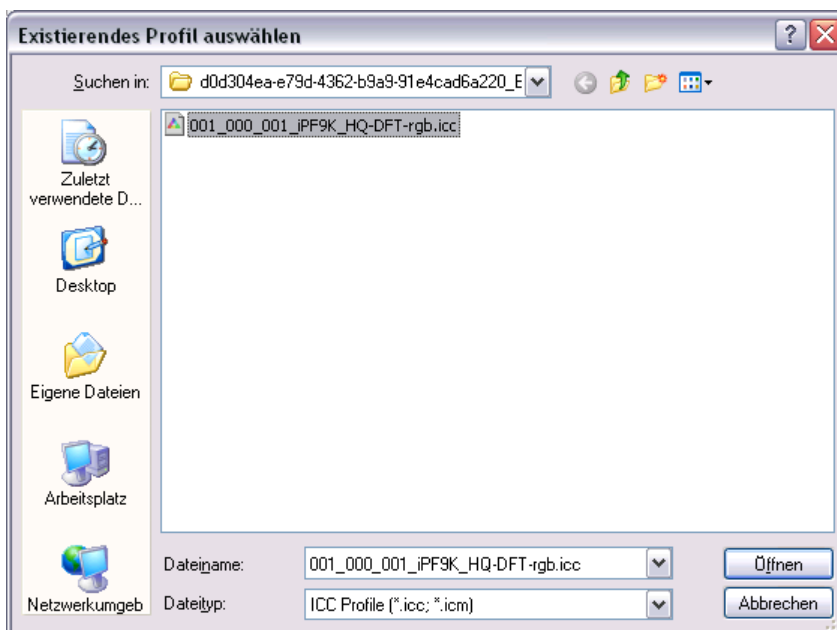 Existierendes Profil auswählen
Suchen in: d0d304ea-e79d-4362-b9a9-91e4cad6a220_E
001_000_001_iPF9K_HQ-DFT-rgb.icc
Zuletzt
verwendete D...
Desktop
Eigene Dateien
Arbeitsplatz
Netzwerkumgeb
Dateiname: 001_000_001_iPF9K_HQ-DFT-rgb.icc Öffnen
Dateityp: ICC Profile (*.icc; *.icm) Abbrechen